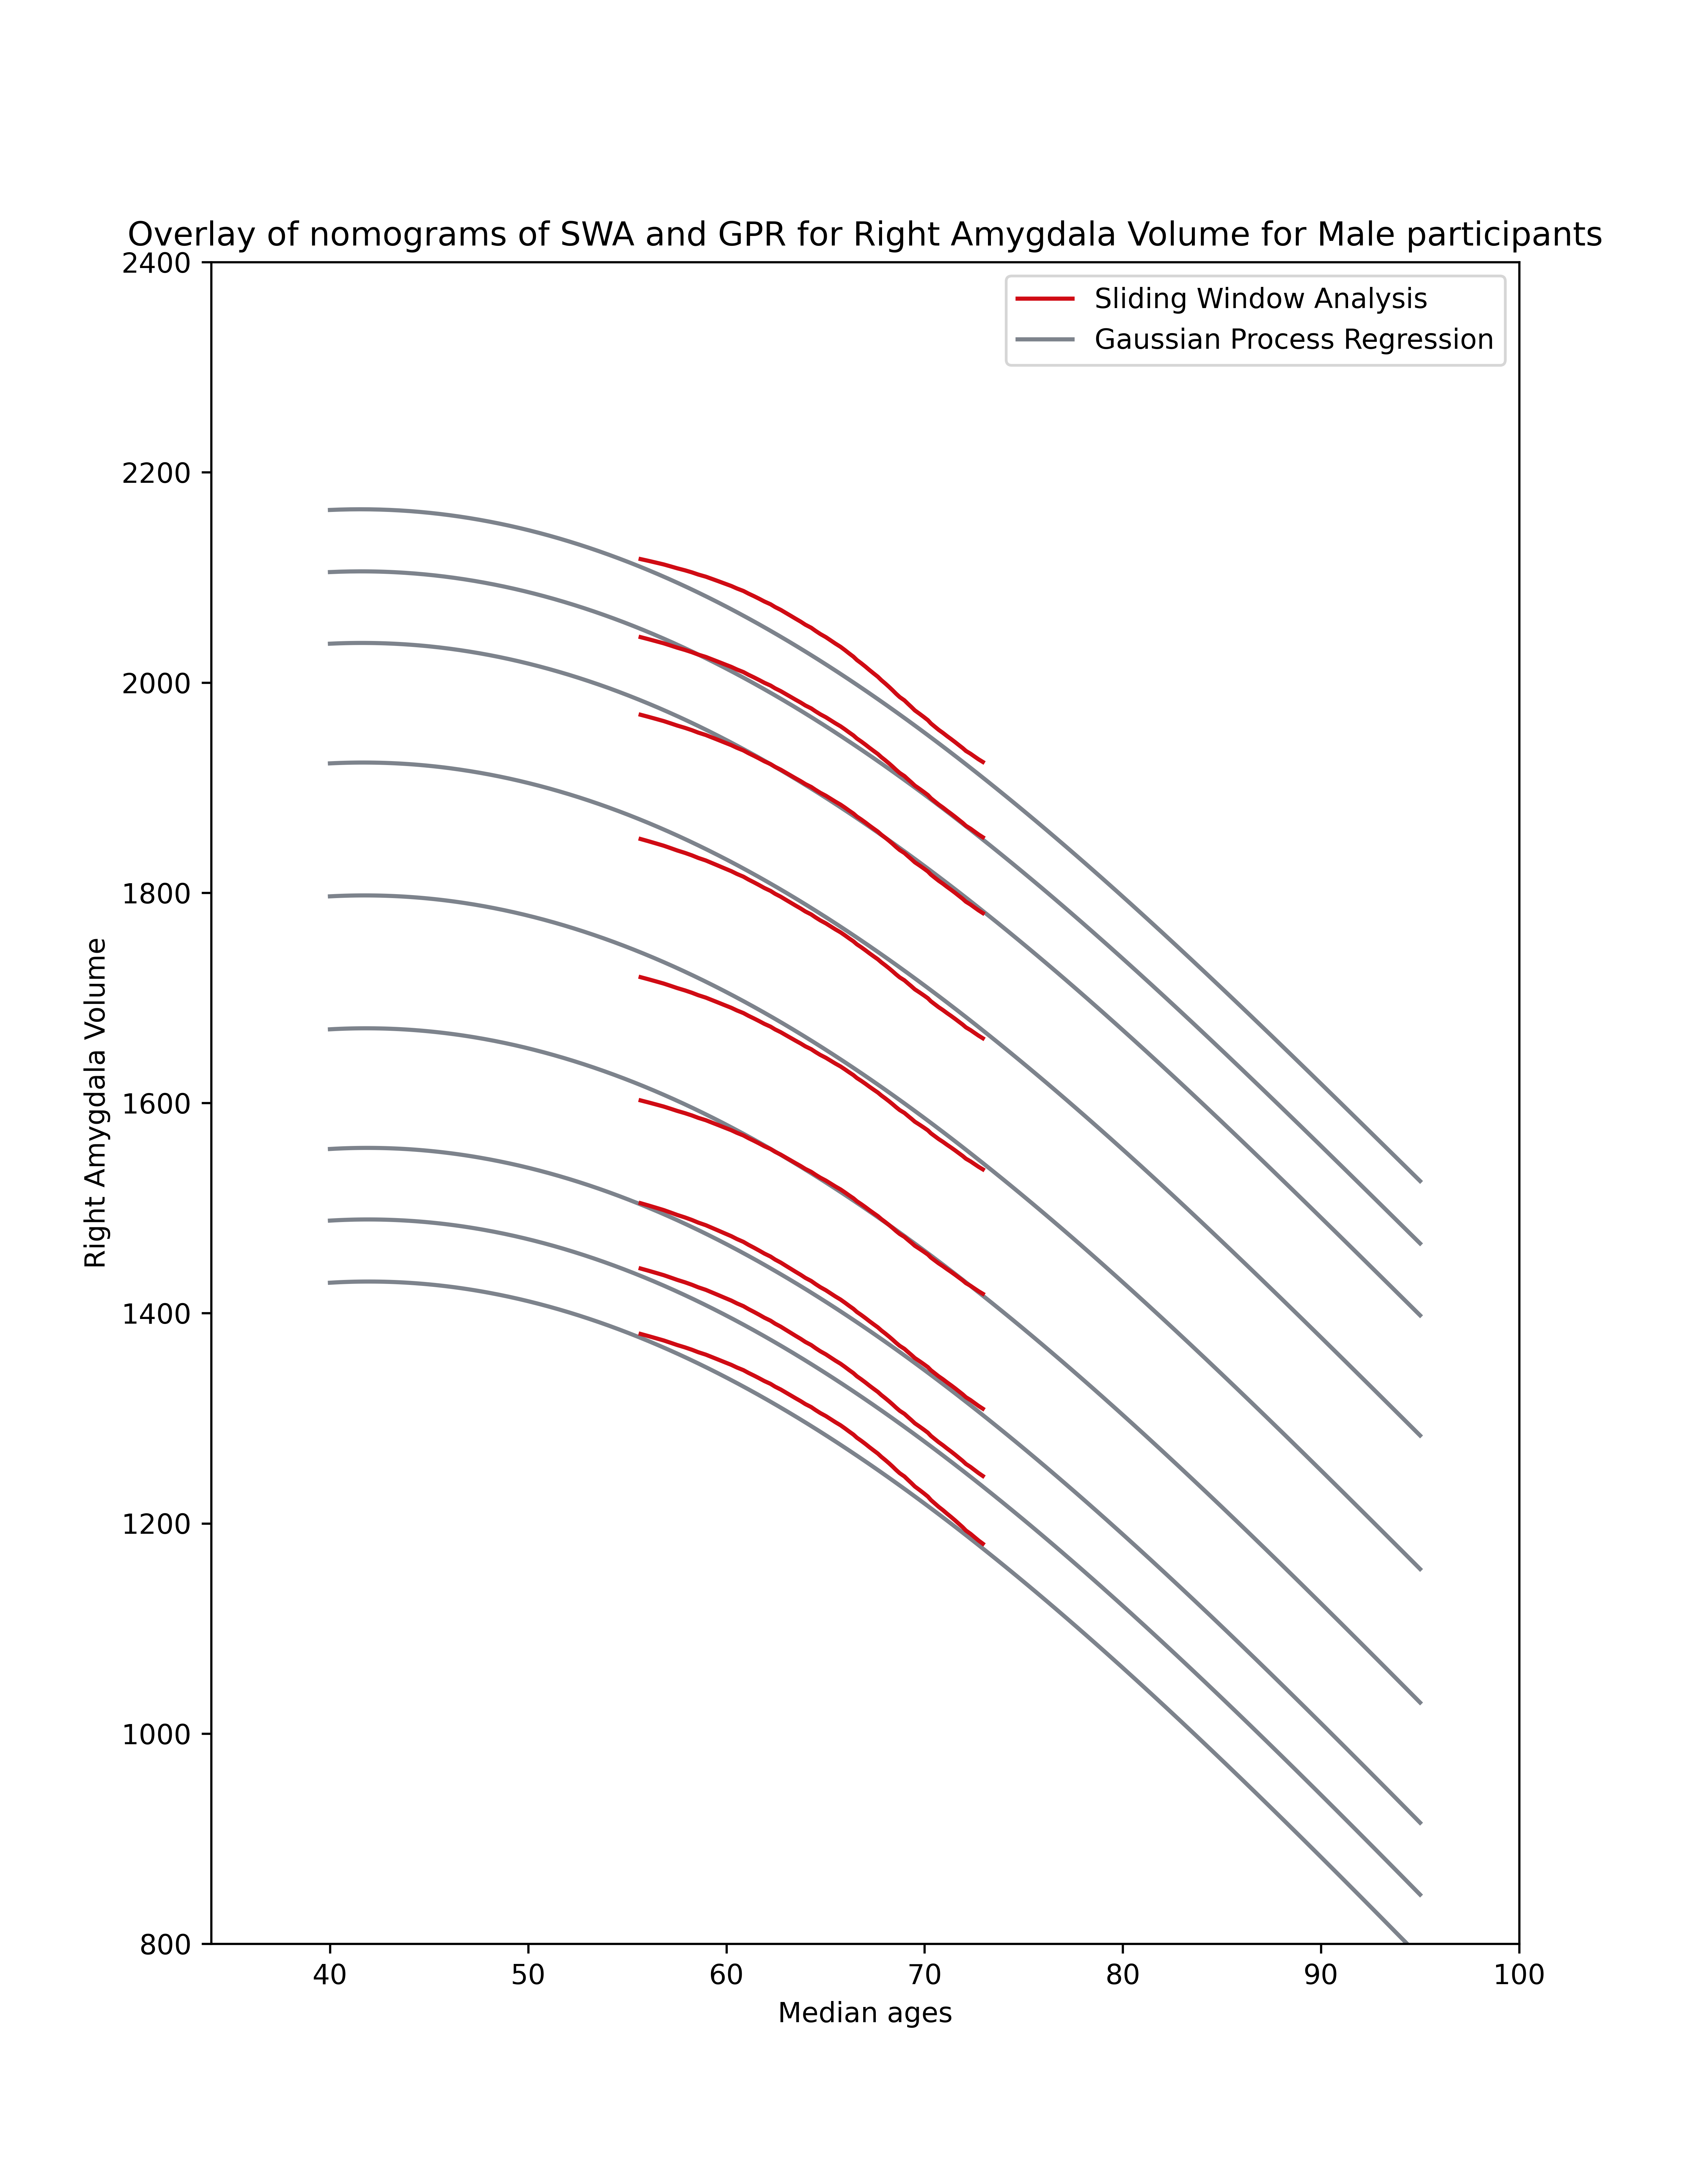 Overlay of nomograms of SWA and GPR for Right Amygdala Volume for Male participants
Sliding Window Analysis
Gaussian Process Regression
Right Amygdala Volume
2400
2200
2000
1800
1600
1400
1200
1000
800
40 50 60 70 80 90 100
Median ages